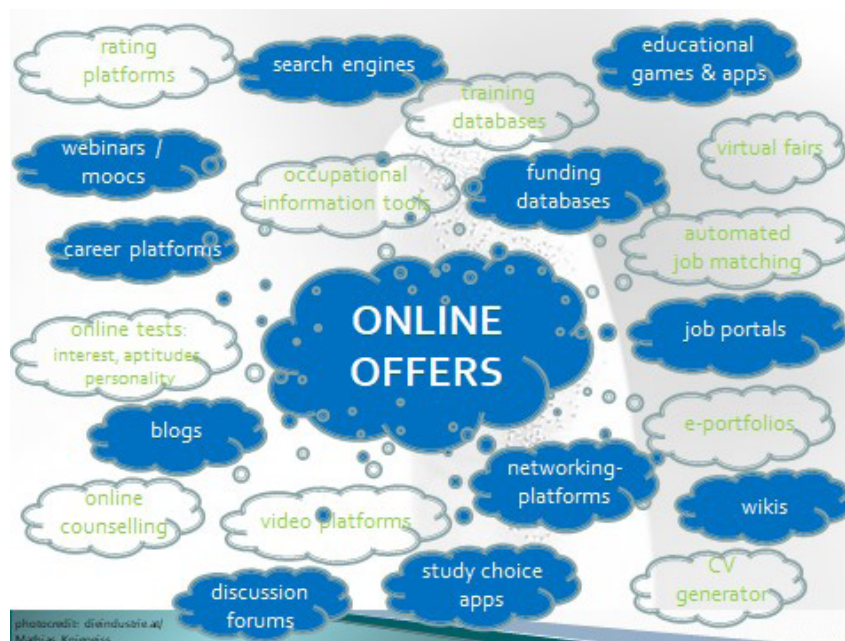 rating
platforms
search engines
educational
games & apps
training
databases
webinars /
moocs
virtual fairs
occupational
information tools
funding
databases
career platforms
automated
job matching
ONLINE
OFFERS
online tests:
interest, aptitudes,
personality
job portals
blogs
e-portfolios
networking-
platforms
online
counselling
video platforms
wikis
discussion
forums
study choice
apps
CV
generator
photocredit: dieindustrie.at/
Mathias